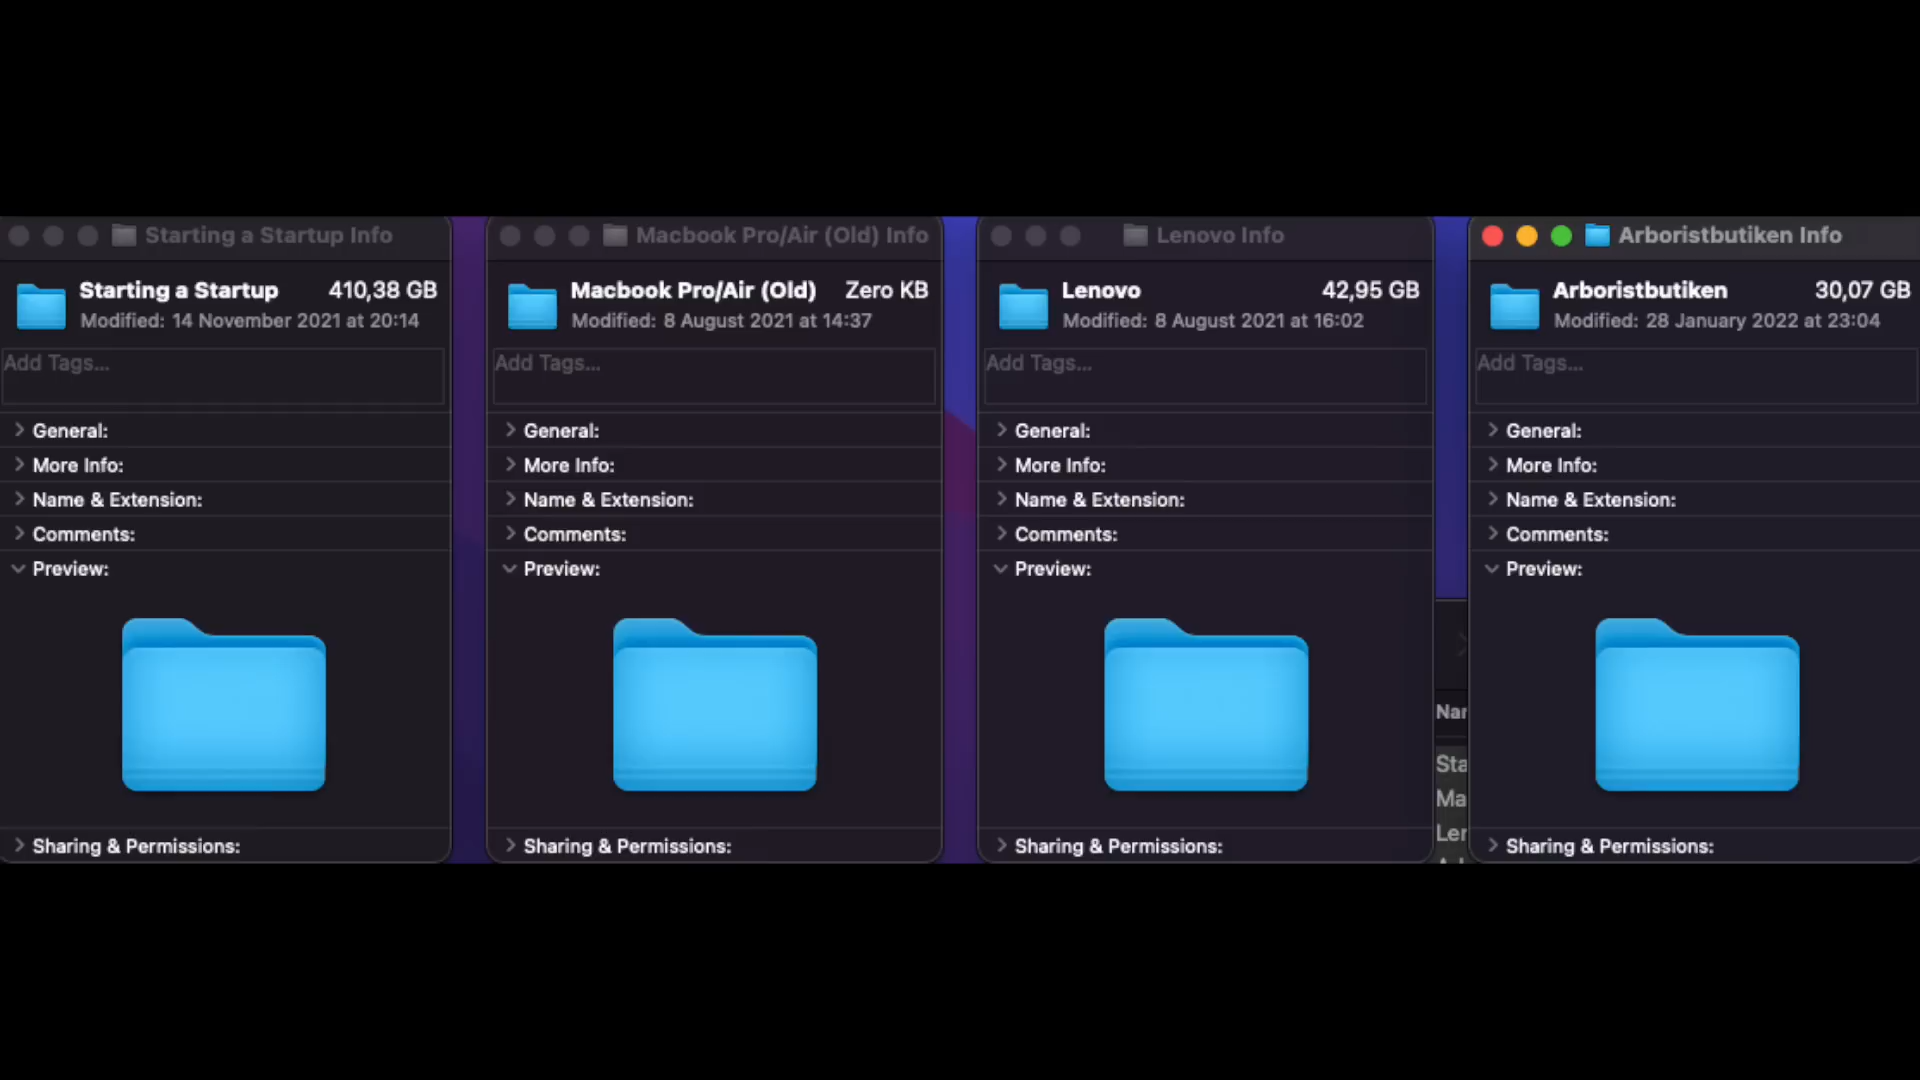 Starting a Startup Info
Starting a Startup 410,38 GB
Modified: 14 November 2021 at 20:14
Add Tags...
General:
More Info:
Name & Extension:
Comments:
Preview:
Sharing & Permissions:
Macbook Pro/Air (Old) Info
Macbook Pro/Air (Old) Zero KB
Modified: 8 August 2021 at 14:37
Add Tags...
General:
More Info:
Name & Extension:
Comments:
Preview:
Sharing & Permissions:
Lenovo Info
Lenovo 42,95 GB
Modified: 8 August 2021 at 16:02
Add Tags...
General:
More Info:
Name & Extension:
Comments:
Preview:
Sharing & Permissions:
Nar
Sta
Ma
Ler
Arboristbutiken Info
Arboristbutiken 30,07 GB
Modified: 28 January 2022 at 23:04
Add Tags...
General:
More Info:
Name & Extension:
Comments:
Preview:
Sharing & Permissions: